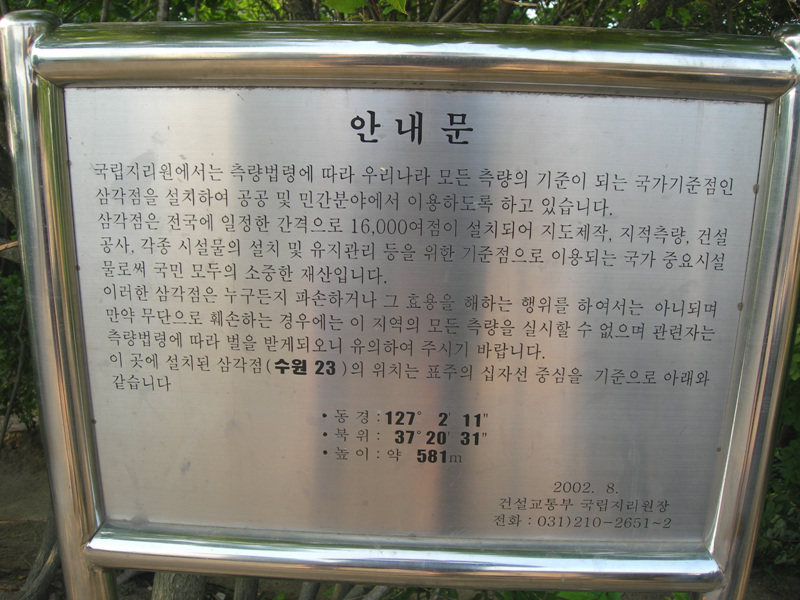 안내문
국립지리원에서는 측량법령에 따라 우리나라 모든 측량의 기준이 되는 국가기준점인
삼각점을 설치하여 공공 및 민간분야에서 이용하도록 하고 있습니다.
삼각점은 전국에 일정한 간격으로 16,000여점이 설치되어 지도제작, 지적측량, 건설
공사, 각종 시설물의 설치 및 유지관리 등을 위한 기준점으로 이용되는 국가 중요시설
물로써 국민 모두의 소중한 재산입니다.
이러한 삼각점은 누구든지 파손하거나 그 효용을 해하는 행위를 하여서는 아니되며
만약 무단으로 훼손하는 경우에는 이 지역의 모든 측량을 실시할 수 없으며 관련자는
측량법령에 따라 벌을 받게되오니 유의하여 주시기 바랍니다.
이 곳에 설치된 삼각점(수원 23)의 위치는 표주의 십자선 중심을 기준으로 아래와
같습니다
• 동경 : 127° 2′ 11″
• 북위 : 37° 20′ 31″
• 높이 : 약 581m
2002. 8.
건설교통부 국립지리원장
전화 : 031)210-2651~2